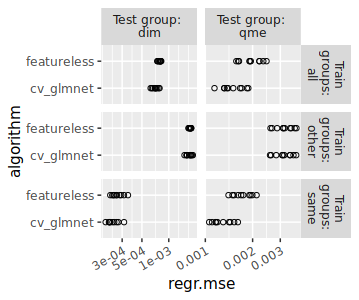 Test group:
dim
Test group:
qme
featureless
cv_glmnet
Train
groups:
all
featureless
cv_glmnet
Train
groups:
other
featureless
cv_glmnet
Train
groups:
same
algorithm
3e-04
5e-04
1e-03
0.001
0.002
0.003
regr.mse